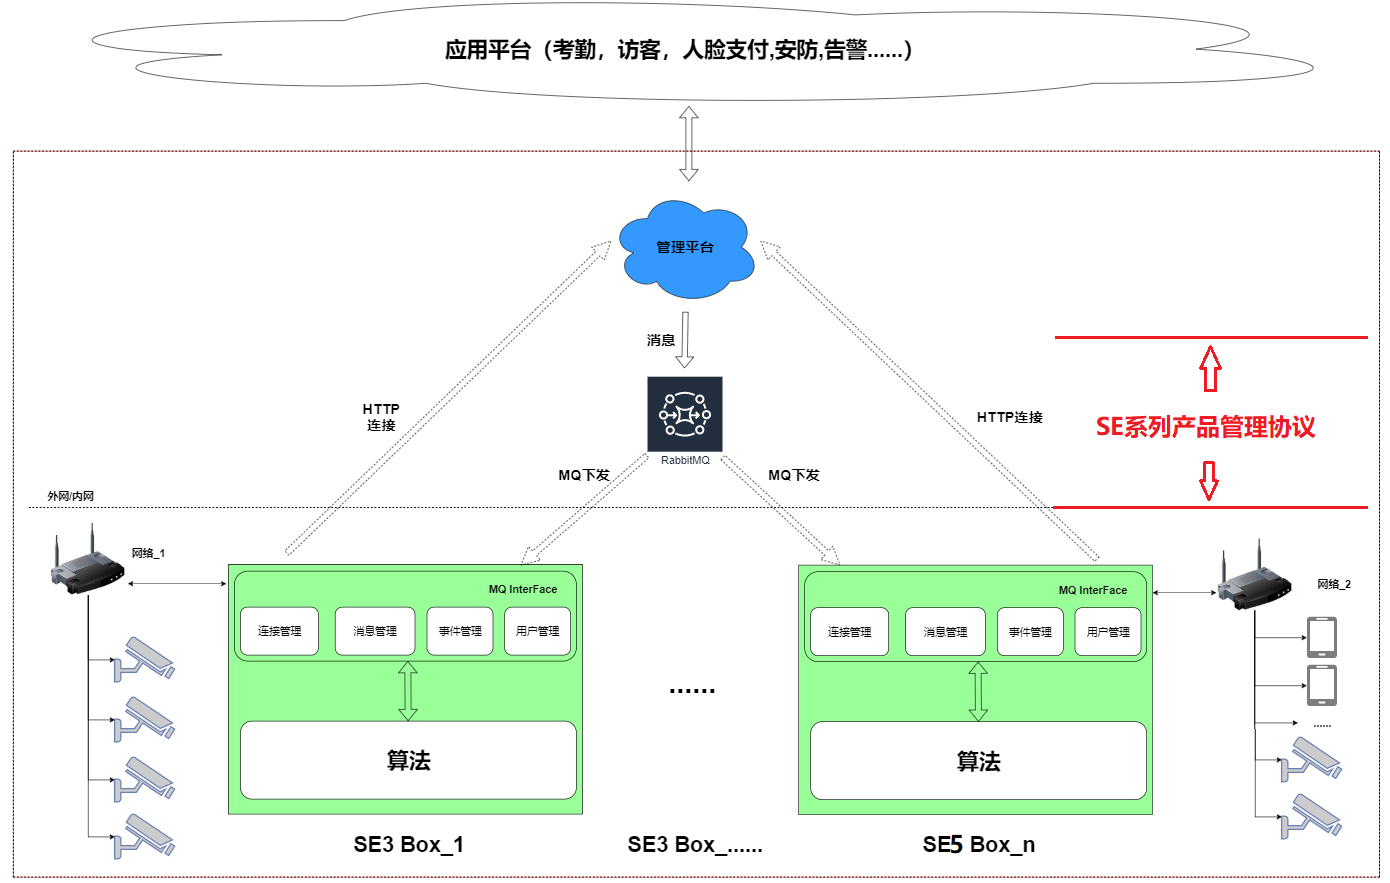 应用平台（考勤，访客，人脸支付,安防,告警......）
管理平台
消息
HTTP
连接
HTTP连接
SE系列产品管理协议
RabbitMQ
MQ下发
MQ下发
外网/内网
网络_1
网络_2
MQ InterFace
连接管理
消息管理
事件管理
用户管理
算法
SE3 Box_1
......
SE3 Box_......
MQ InterFace
连接管理
消息管理
事件管理
用户管理
算法
SE5 Box_n
......